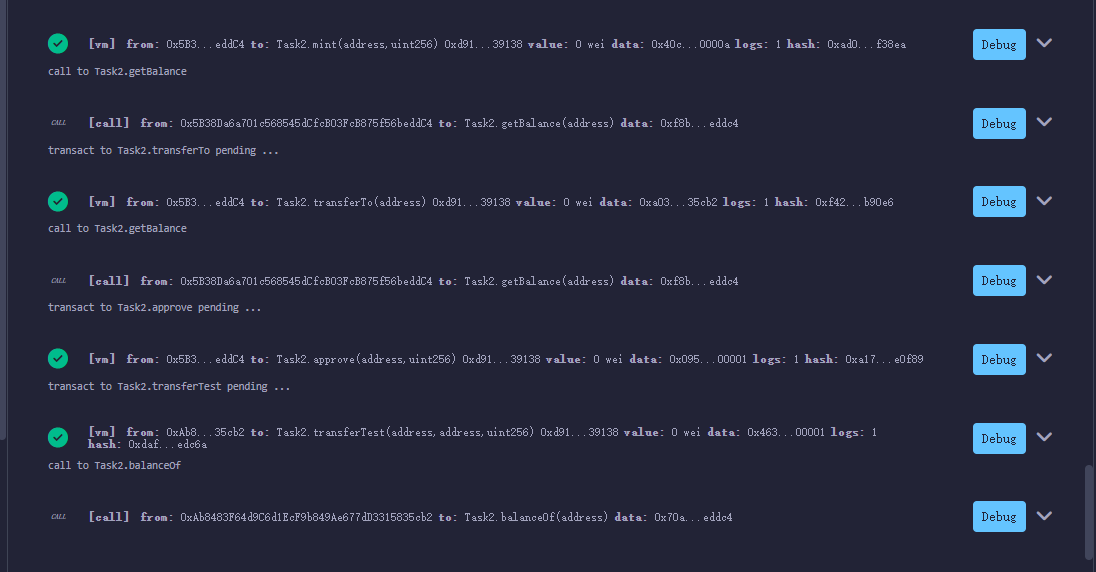 [vm] from: 0x5B3...eddC4 to: Task2.mint(address,uint256) 0xd91...39138 value: 0 wei data: 0x40c...0000a logs: 1 hash: 0xad0...f38ea
Debug
call to Task2.getBalance
CALL
[call] from: 0x5B38Da6a701c568545dCfcB03FcB875f56beddC4 to: Task2.getBalance(address) data: 0xf8b...eddc4
Debug
transact to Task2.transferTo pending ...
[vm] from: 0x5B3...eddC4 to: Task2.transferTo(address) 0xd91...39138 value: 0 wei data: 0xa03...35cb2 logs: 1 hash: 0xf42...b90e6
Debug
call to Task2.getBalance
CALL
[call] from: 0x5B38Da6a701c568545dCfcB03FcB875f56beddC4 to: Task2.getBalance(address) data: 0xf8b...eddc4
Debug
transact to Task2.approve pending ...
[vm] from: 0x5B3...eddC4 to: Task2.approve(address,uint256) 0xd91...39138 value: 0 wei data: 0x095...00001 logs: 1 hash: 0xa17...e0f89
Debug
transact to Task2.transferTest pending ...
[vm] from: 0xAb8...35cb2 to: Task2.transferTest(address,address,uint256) 0xd91...39138 value: 0 wei data: 0x463...00001 logs: 1
hash: 0xdaf...edc6a
Debug
call to Task2.balanceOf
CALL
[call] from: 0xAb8483F64d9C6d1EcF9b849Ae677dD3315835cb2 to: Task2.balanceOf(address) data: 0x70a...eddc4
Debug